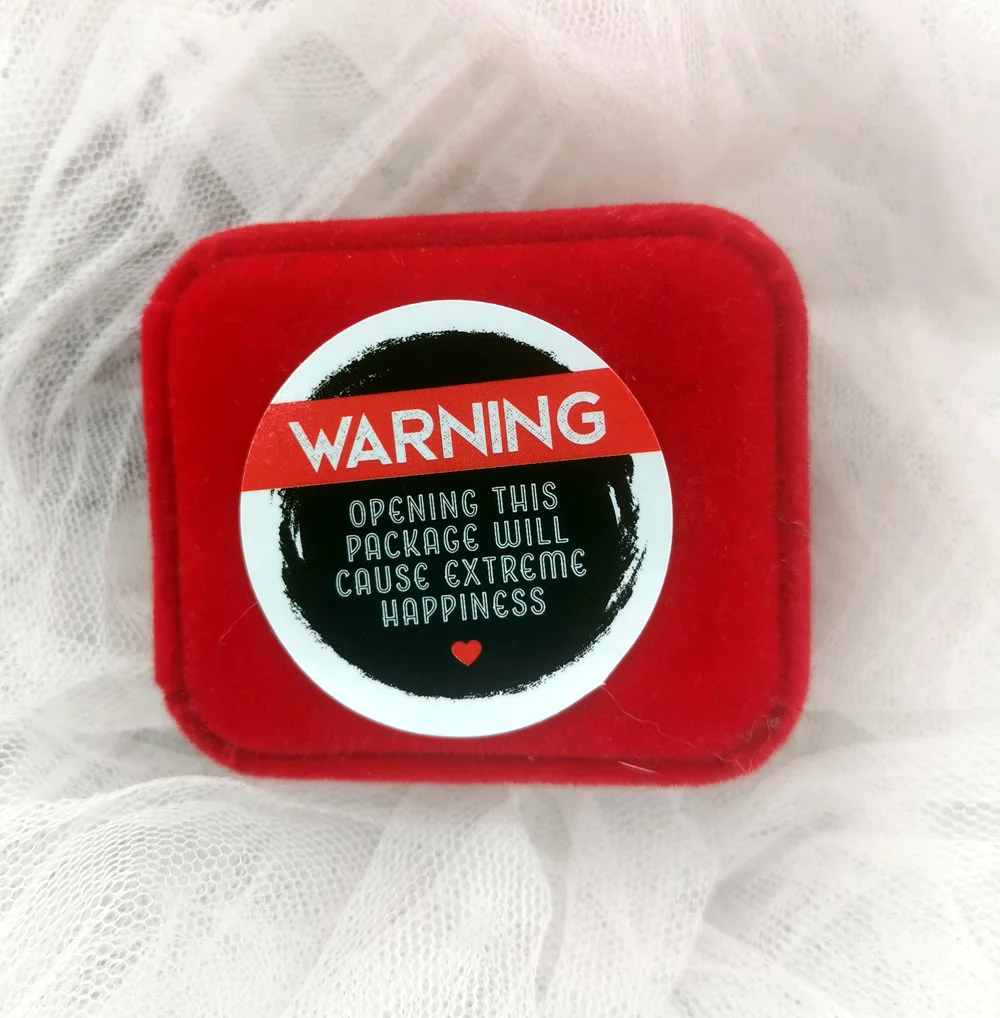 WARNING
OPENING THIS
PACKAGE WILL
CAUSE EXTREME
HAPPINESS